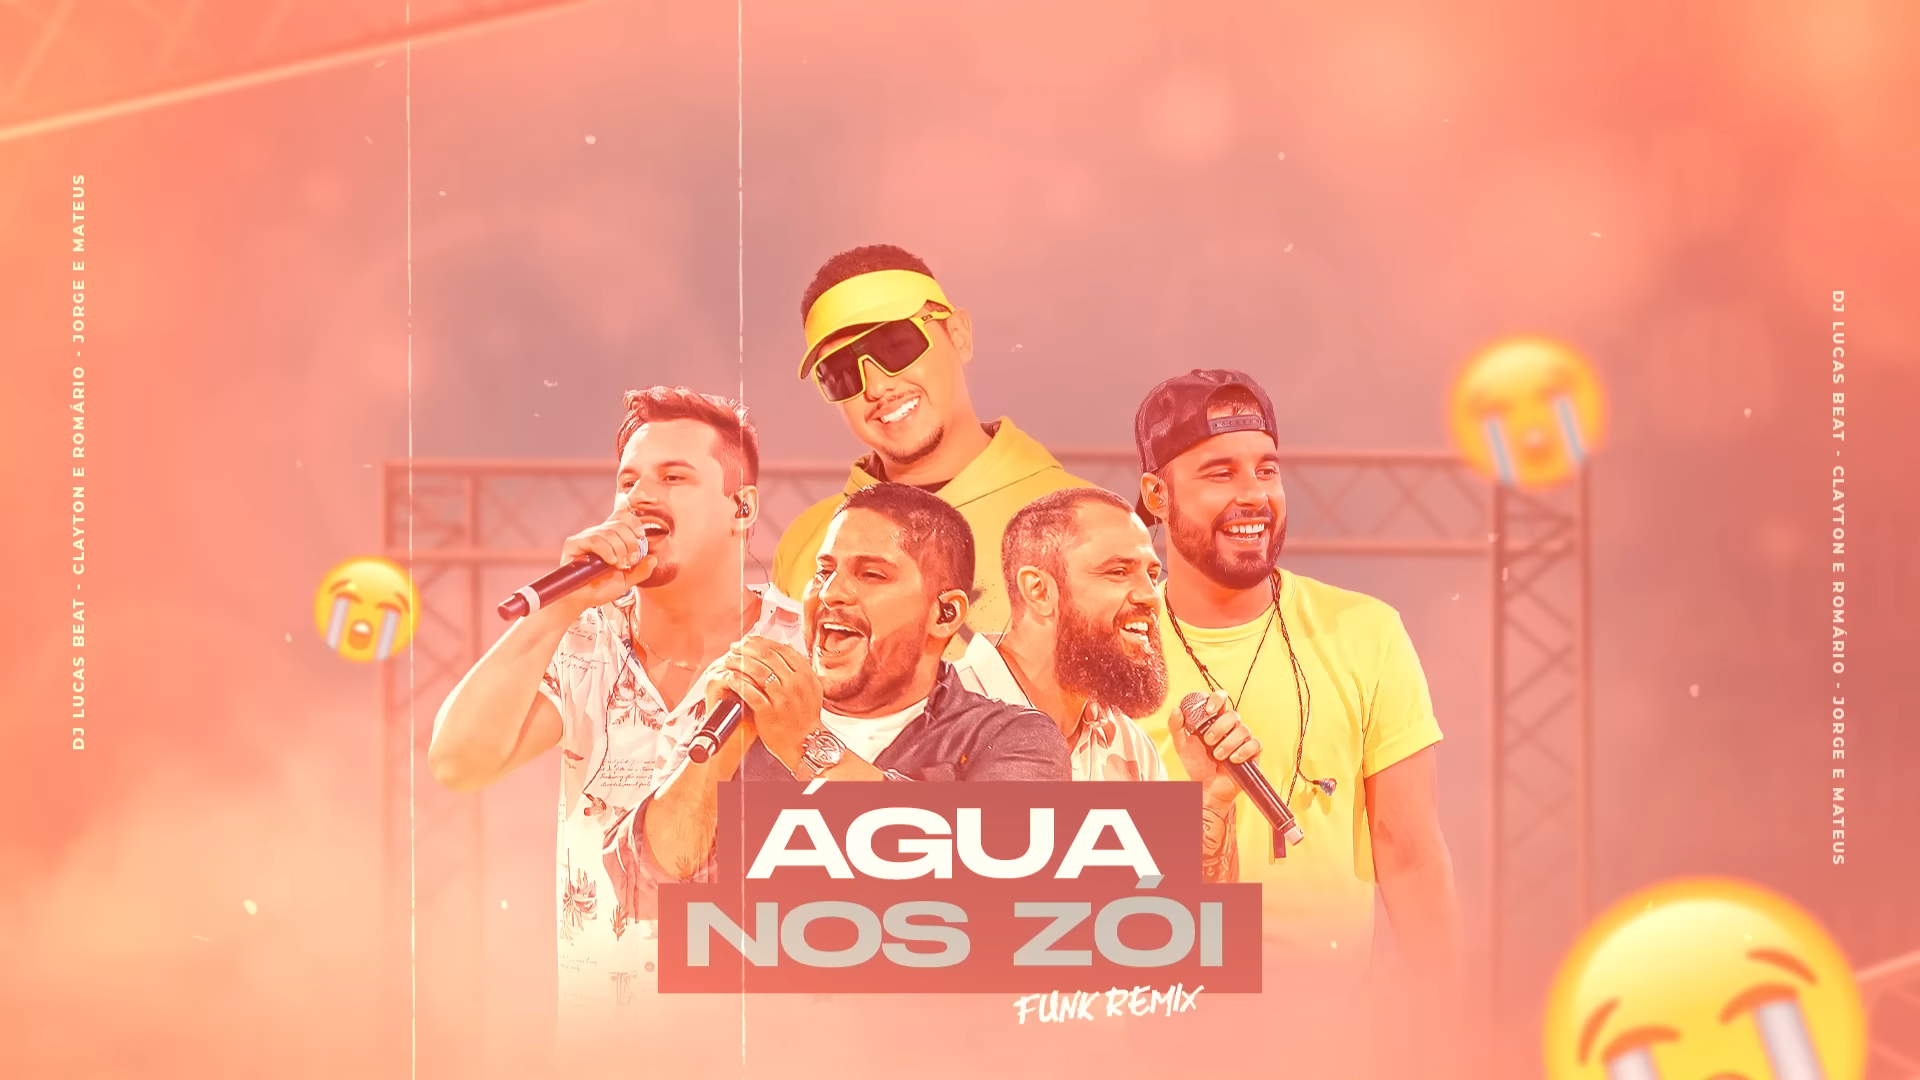 DJ LUCAS BEAT - CLAYTON E ROMÁRIO - JORGE E MATEUS
ÁGUA
NOS ZÓI
FUNK REMIX
DJ LUCAS BEAT - CLAYTON E ROMÁRIO - JORGE E MATEUS